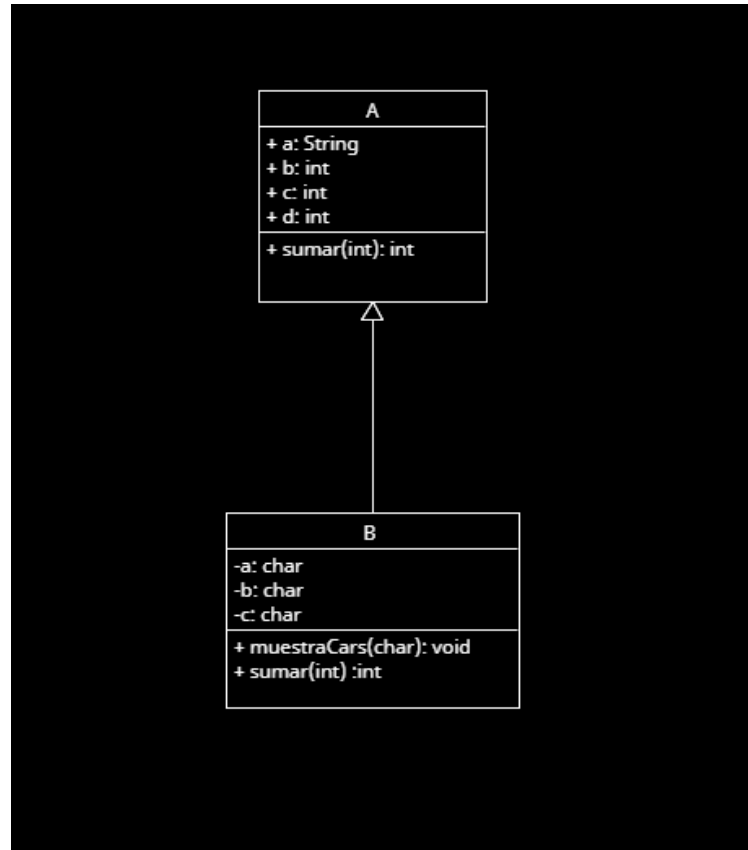 A
+ a: String
+ b: int
+ c: int
+ d: int
+ sumar(int): int
B
-a: char
-b: char
-c: char
+ muestraCars(char): void
+ sumar(int) :int